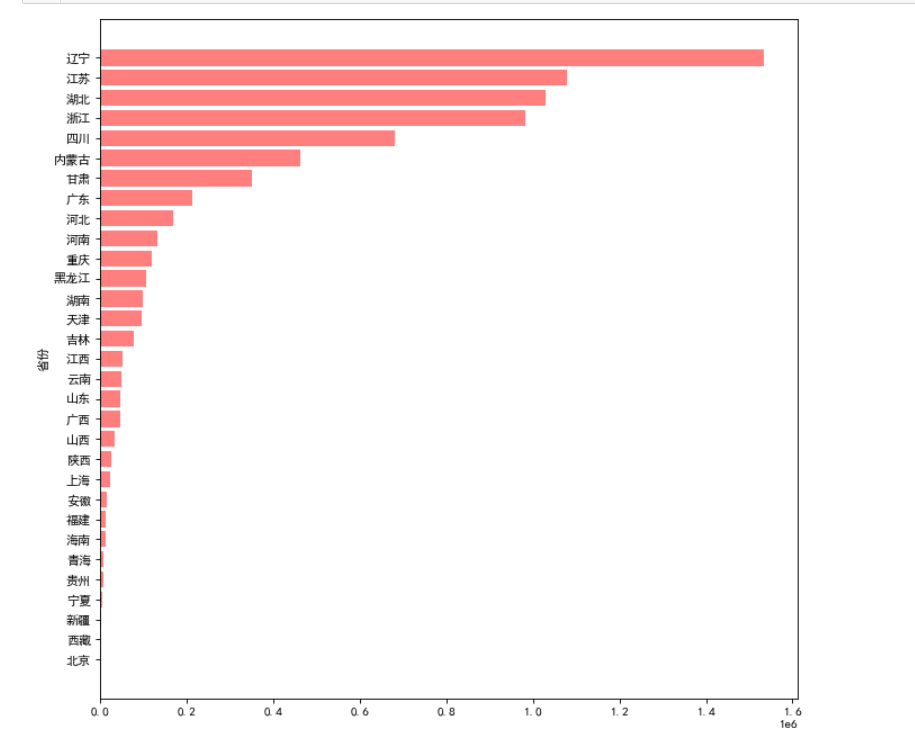 辽宁
江苏
湖北
浙江
四川
内蒙古
甘肃
广东
河北
河南
重庆
黑龙江
湖南
天津
吉林
省份
江西
云南
山东
广西
山西
陕西
上海
安徽
福建
海南
青海
贵州
宁夏
新疆
西藏
北京
0.0 0.2 0.4 0.6 0.8 1.0 1.2 1.4 1.6
1e6